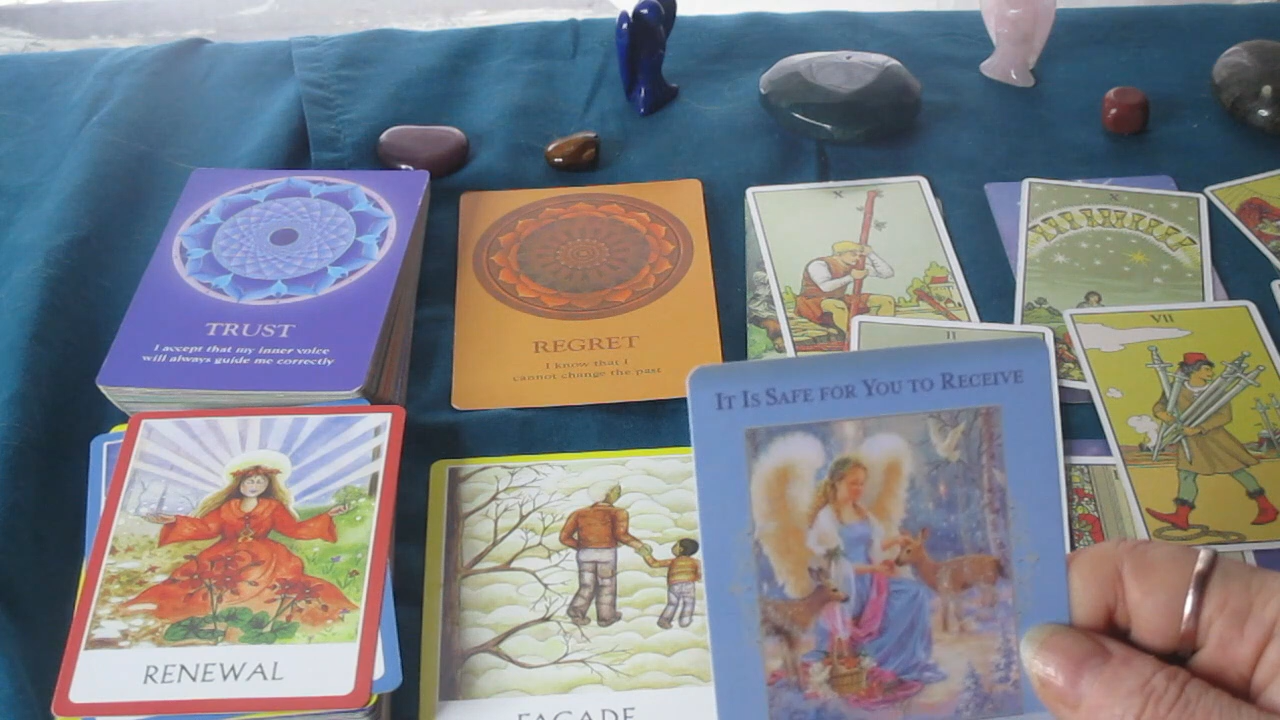 TRUST
I accept that my inner voice
will always guide me correctly
REGRET
I know that I
cannot change the past
X
X
II
VII
IT IS SAFE FOR YOU TO RECEIVE
RENEWAL
FAÇADE